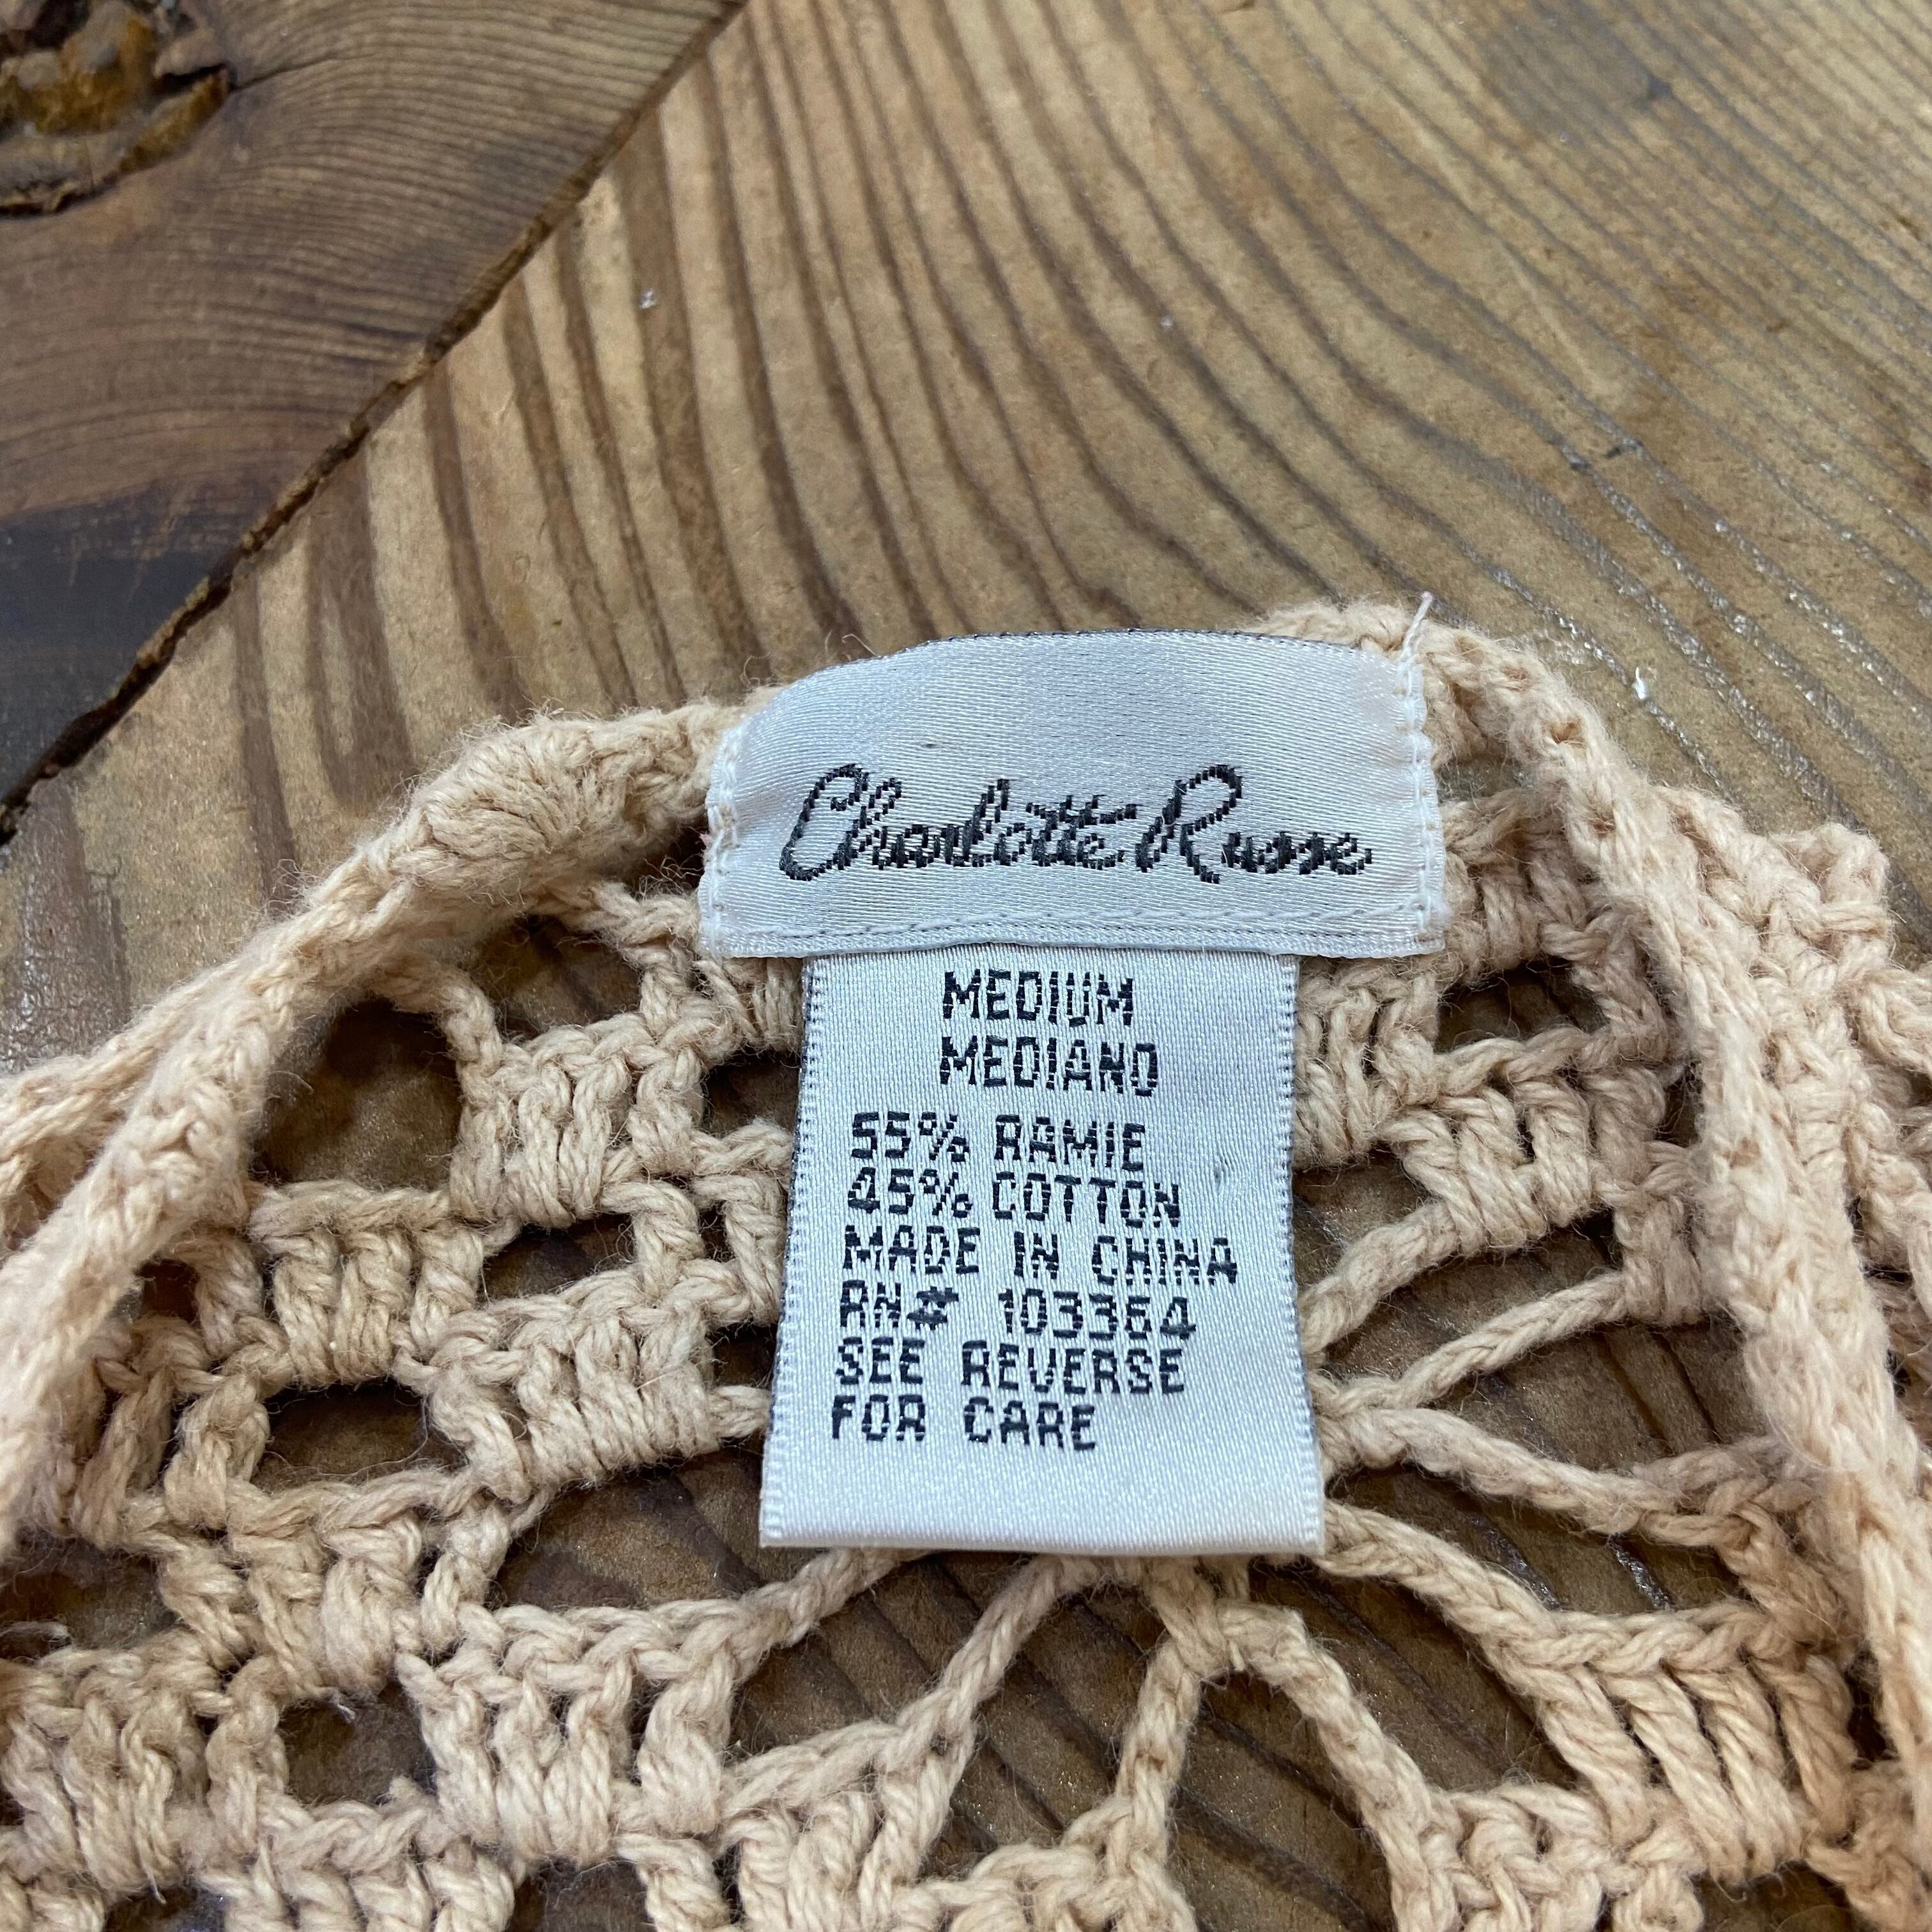 Charlotte Russe
MEDIUM
MEDIANO
55% RAMIE
45% COTTON
MADE IN CHINA
RN# 103364
SEE REVERSE
FOR CARE